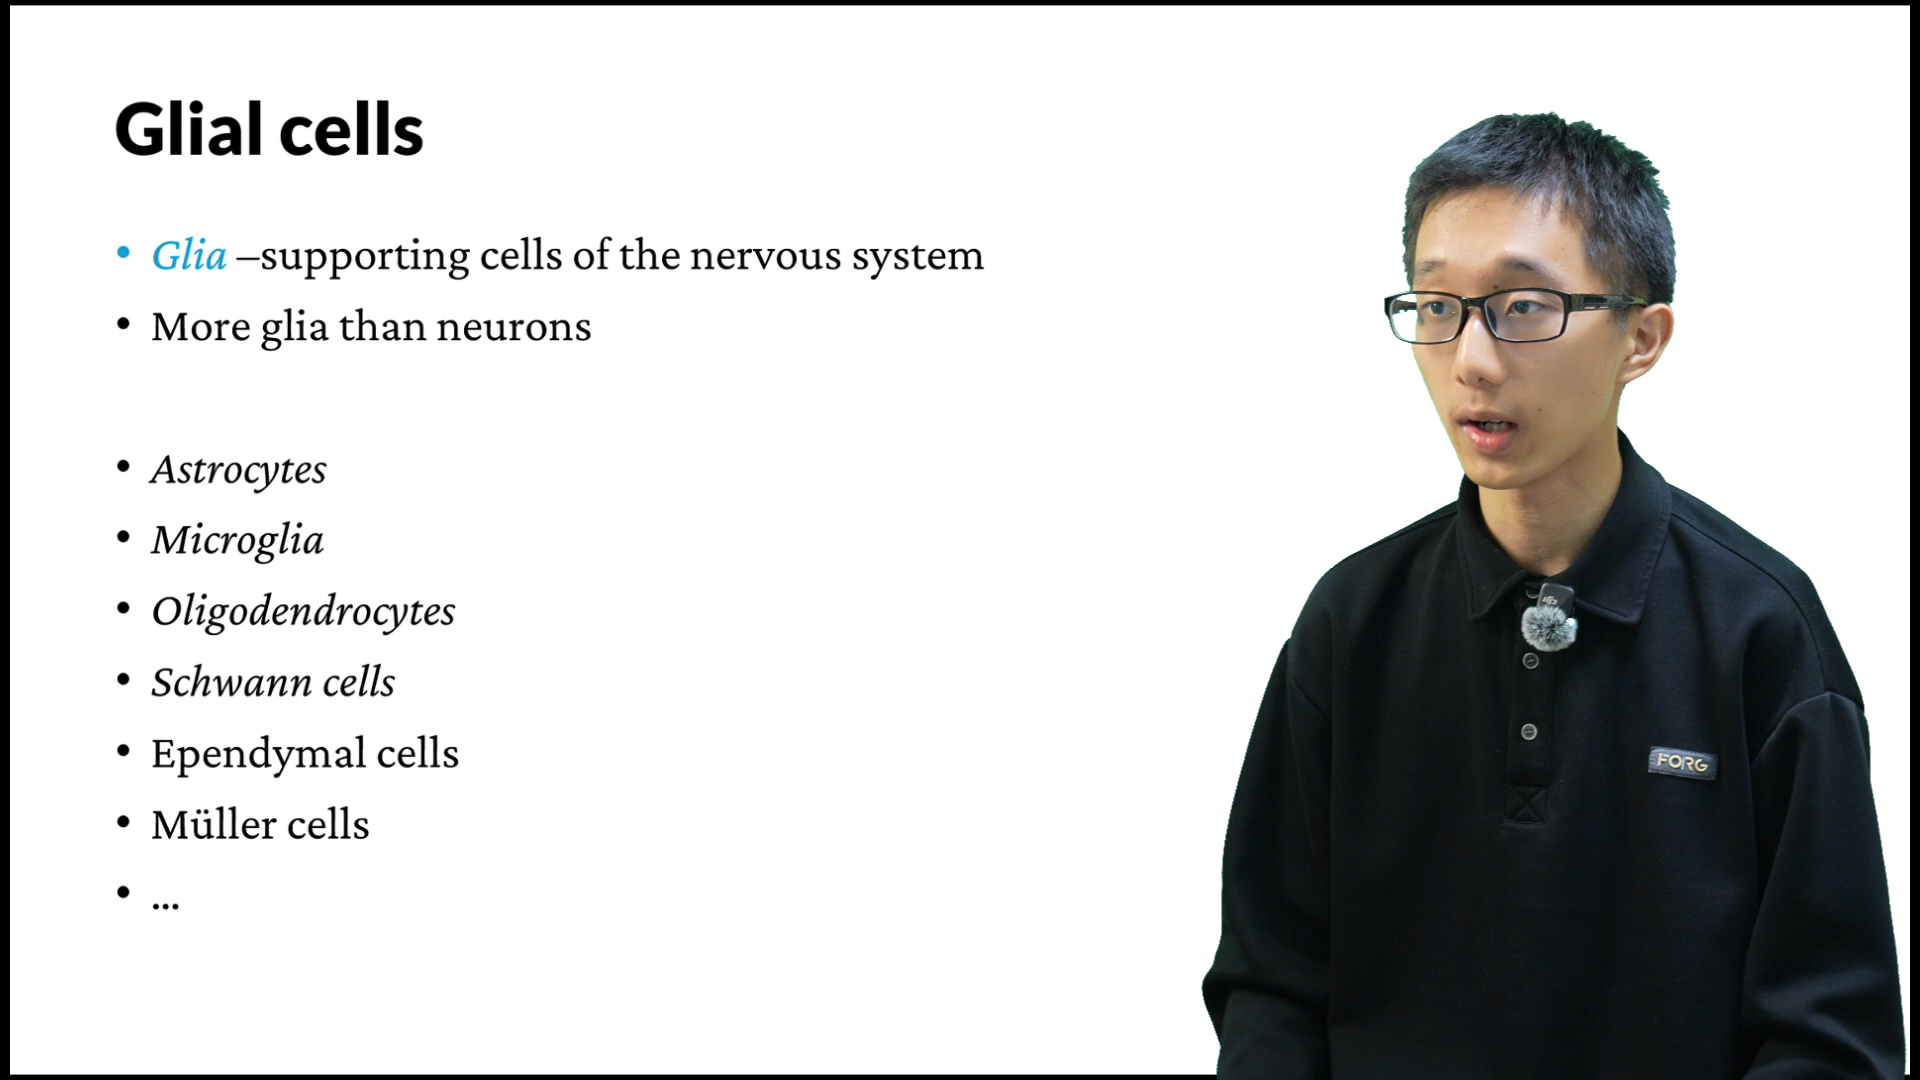 Glial cells
• Glia –supporting cells of the nervous system
• More glia than neurons
• Astrocytes
• Microglia
• Oligodendrocytes
• Schwann cells
• Ependymal cells
• Müller cells
• ...
dji
FORG